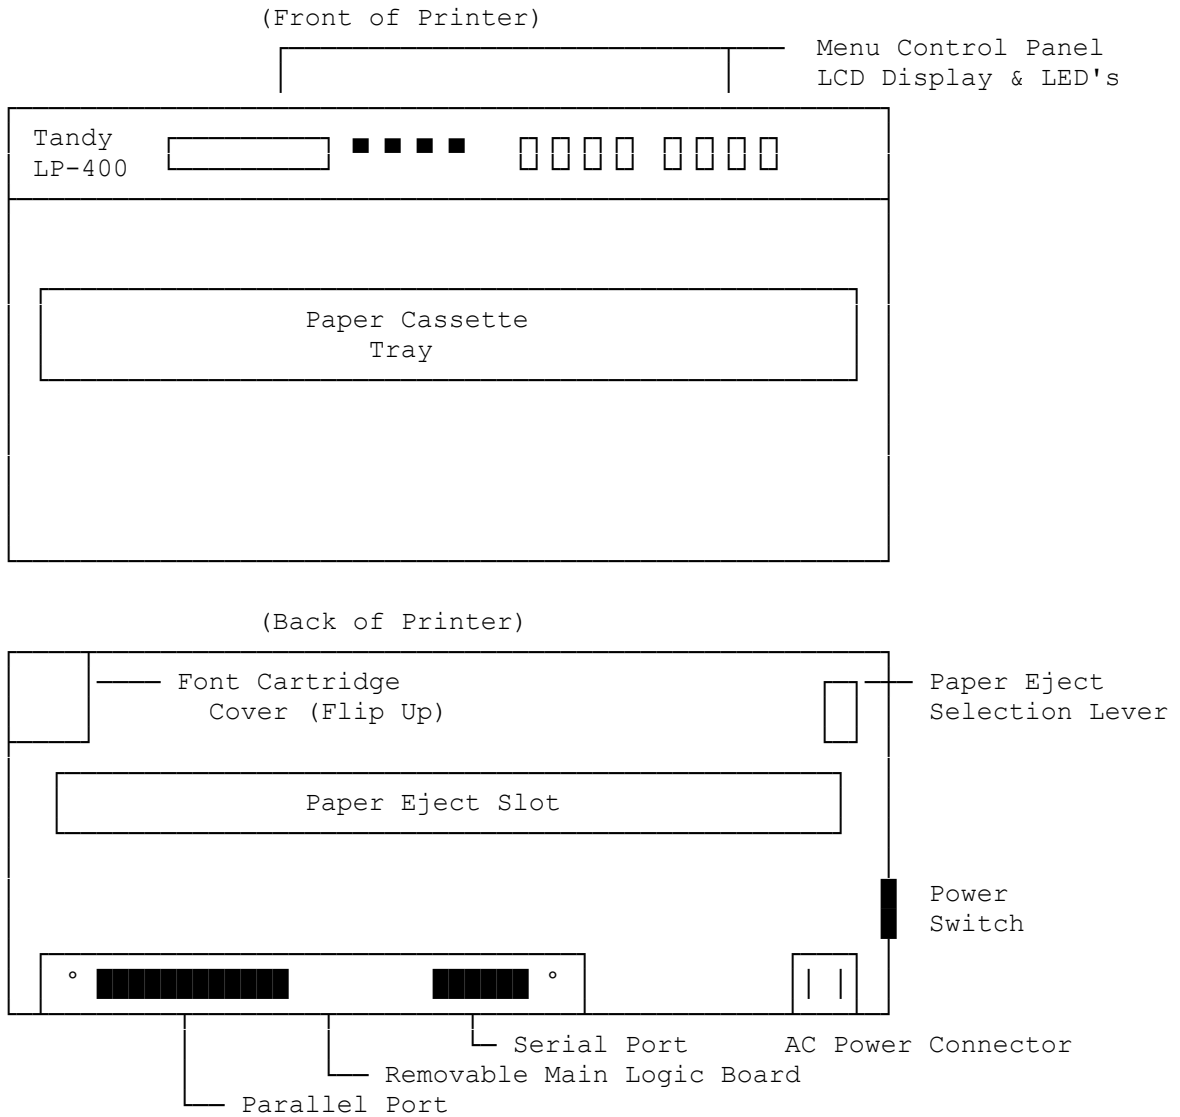 (Front of Printer)
Menu Control Panel
LCD Display & LED's
Tandy
LP-400
Paper Cassette
Tray
(Back of Printer)
Font Cartridge
Cover (Flip Up)
Paper Eject
Selection Lever
Paper Eject Slot
Power
Switch
Serial Port
AC Power Connector
Removable Main Logic Board
Parallel Port